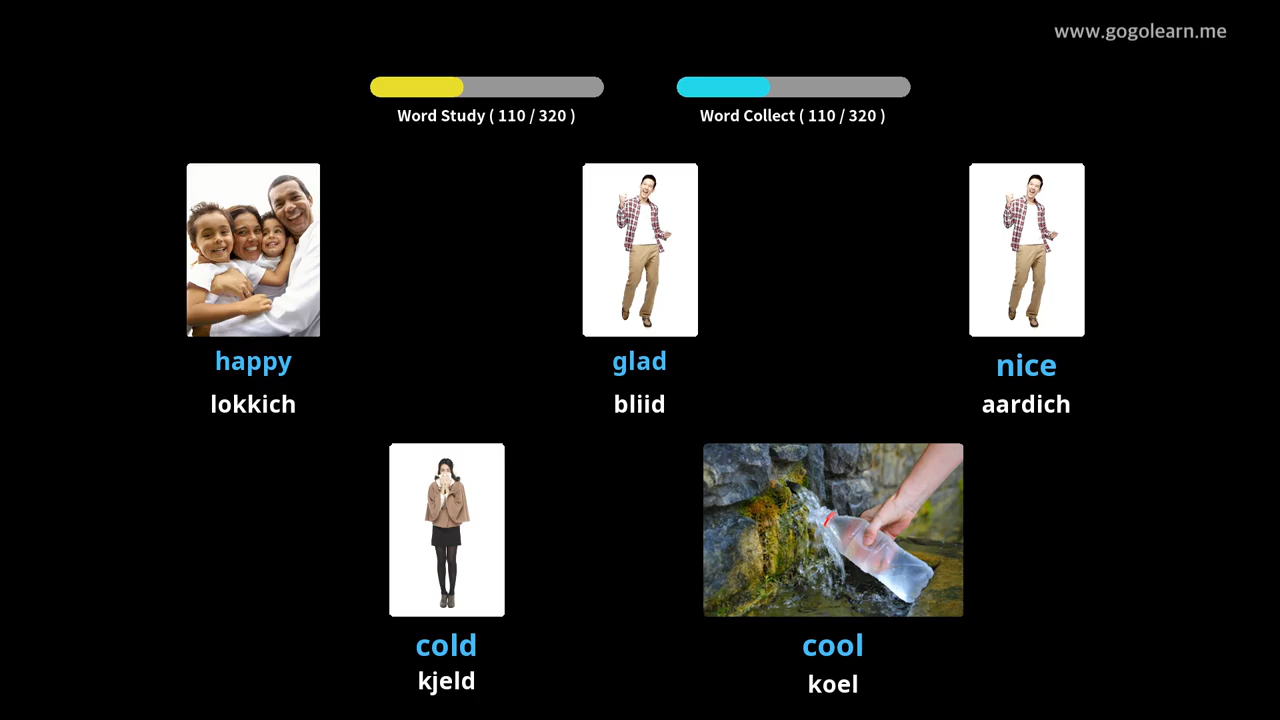 www.gogolearn.me
Word Study ( 110 / 320 )
Word Collect ( 110 / 320 )
happy
lokkich
glad
bliid
nice
aardich
cold
kjeld
cool
koel